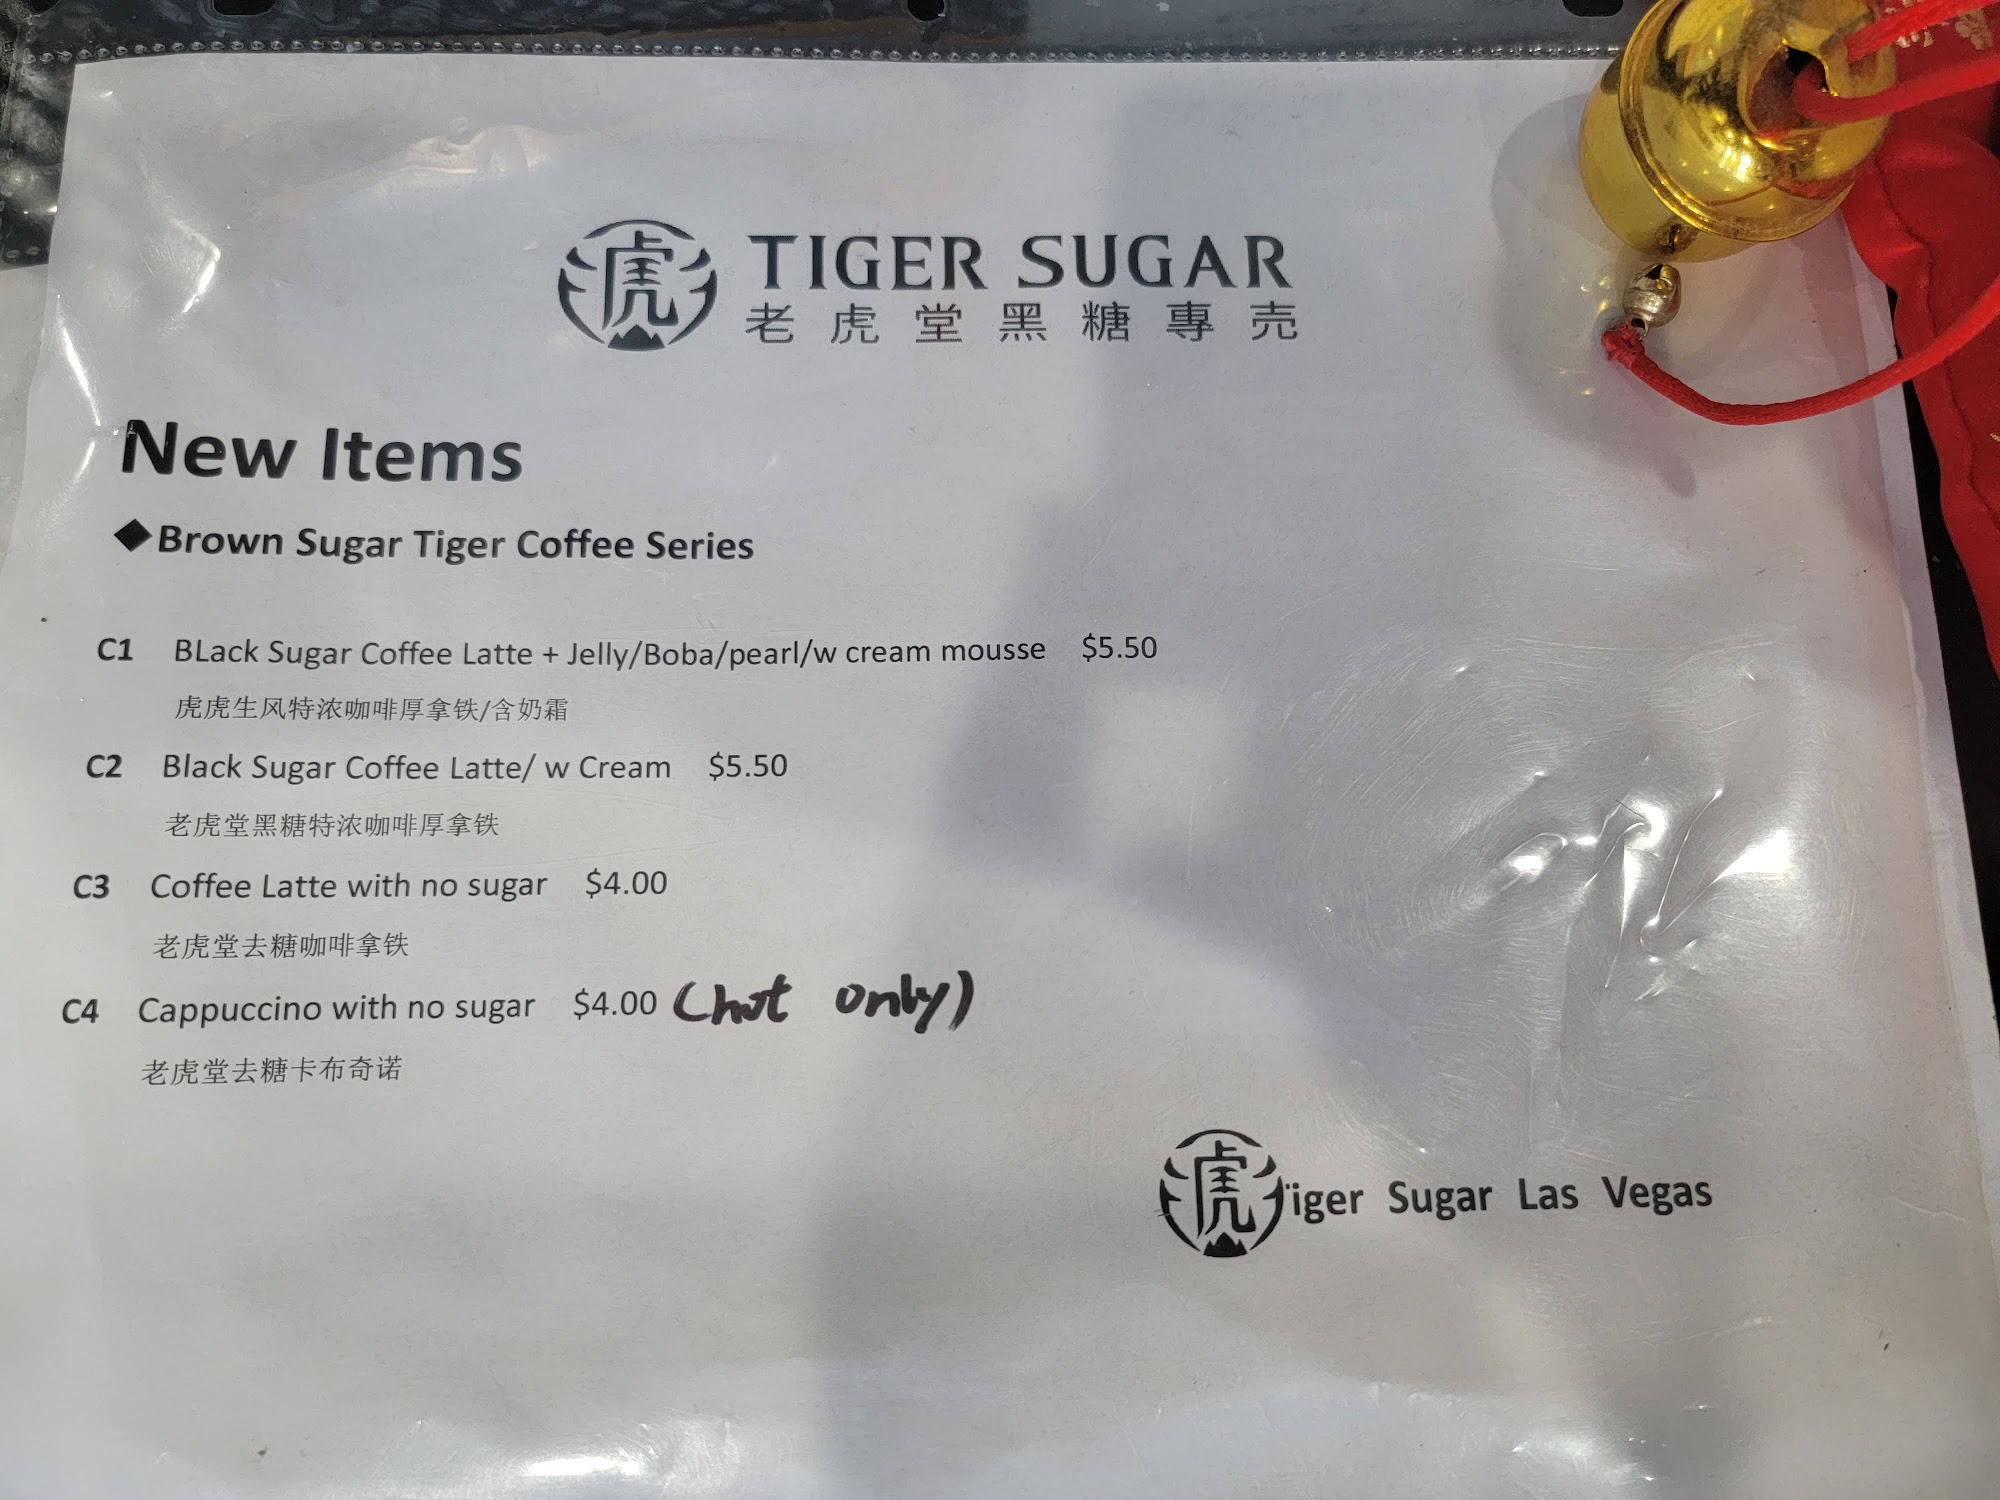 虎 TIGER SUGAR
老虎堂黑糖專売
New Items
◆Brown Sugar Tiger Coffee Series
C1 BLack Sugar Coffee Latte + Jelly/Boba/pearl/w cream mousse $5.50
虎虎生风特浓咖啡厚拿铁/含奶霜
C2 Black Sugar Coffee Latte/ w Cream $5.50
老虎堂黑糖特浓咖啡厚拿铁
C3 Coffee Latte with no sugar $4.00
老虎堂去糖咖啡拿铁
C4 Cappuccino with no sugar $4.00 (hot only)
老虎堂去糖卡布奇诺
虎 Tiger Sugar Las Vegas